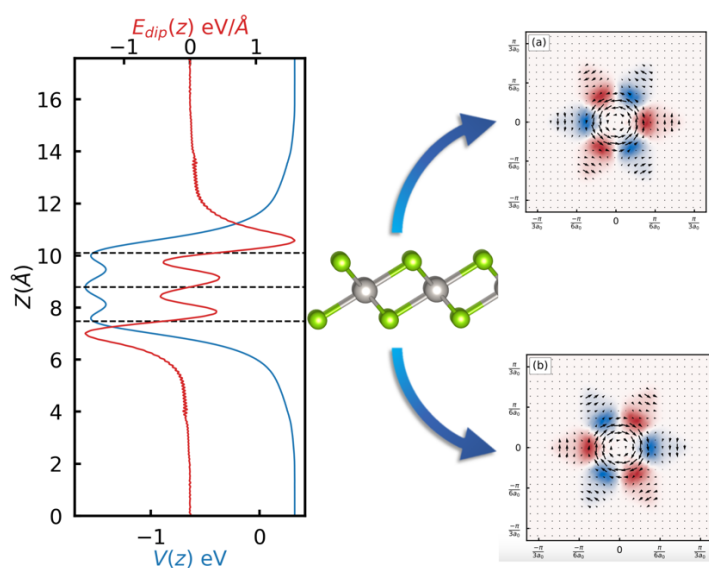 E_dip(z) eV/Å
−1 0 1
16
14
12
10
8
6
4
2
0
Z(Å)
−1 0
V(z) eV
(a)
π/3a₀
π/6a₀
0
−π/6a₀
−π/3a₀
−π/3a₀ −π/6a₀ 0 π/6a₀ π/3a₀
(b)
π/3a₀
π/6a₀
0
−π/6a₀
−π/3a₀
−π/3a₀ −π/6a₀ 0 π/6a₀ π/3a₀